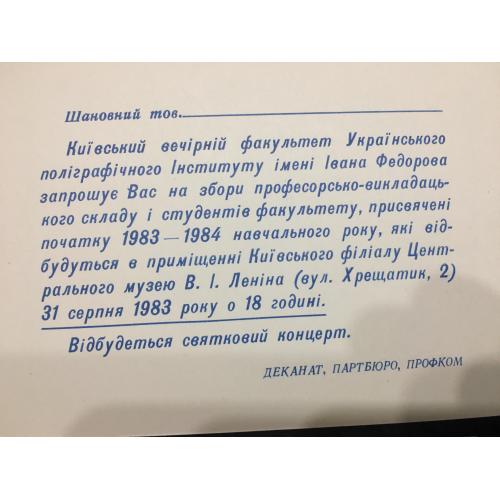 Шановний тов.
Київський вечірній факультет Українського
поліграфічного Інституту імені Івана Федорова
запрошує Вас на збори професорсько-викладаць-
кого складу і студентів факультету, присвячені
початку 1983—1984 навчального року, які від-
будуться в приміщенні Київського філіалу Цент-
рального музею В. І. Леніна (вул. Хрещатик, 2)
31 серпня 1983 року о 18 годині.
Відбудеться святковий концерт.
ДЕКАНАТ, ПАРТБЮРО, ПРОФКОМ